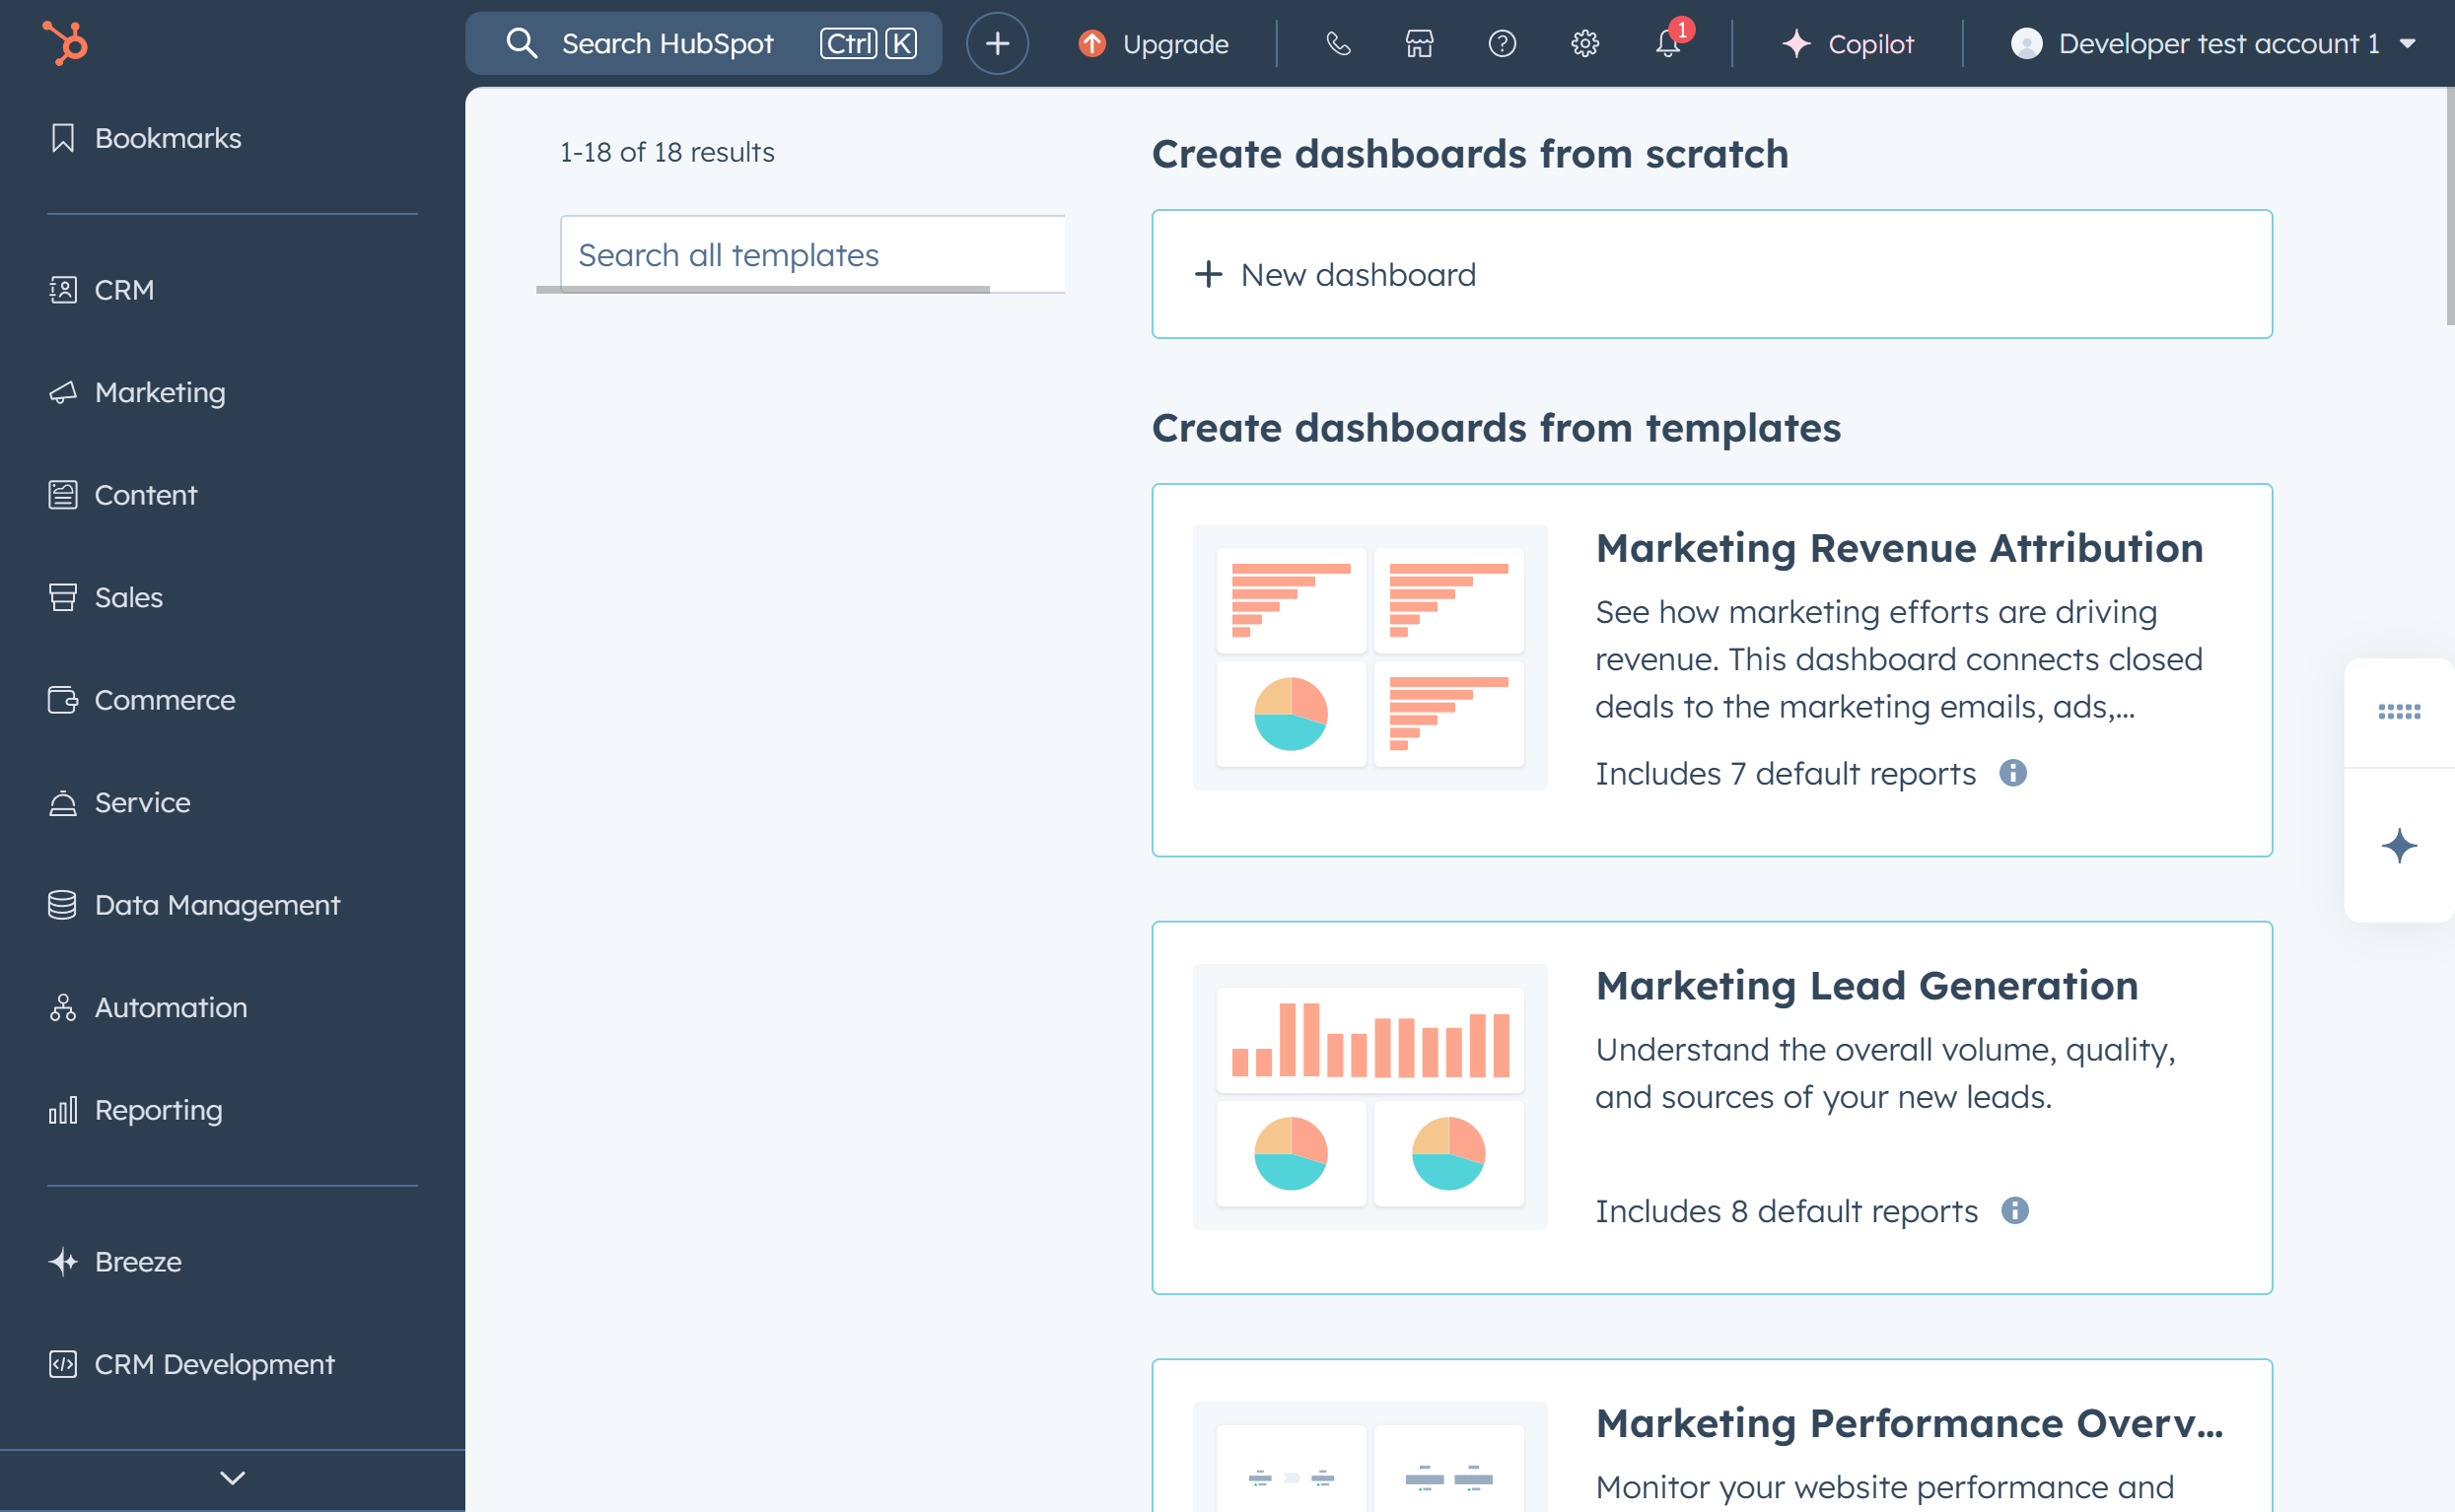 Search HubSpot Ctrl K
Upgrade
1
Copilot
Developer test account 1
Bookmarks
CRM
Marketing
Content
Sales
Commerce
Service
Data Management
Automation
Reporting
Breeze
CRM Development
1-18 of 18 results
Search all templates
Create dashboards from scratch
New dashboard
Create dashboards from templates
Marketing Revenue Attribution
See how marketing efforts are driving
revenue. This dashboard connects closed
deals to the marketing emails, ads,...
Includes 7 default reports
Marketing Lead Generation
Understand the overall volume, quality,
and sources of your new leads.
Includes 8 default reports
Marketing Performance Overv...
Monitor your website performance and